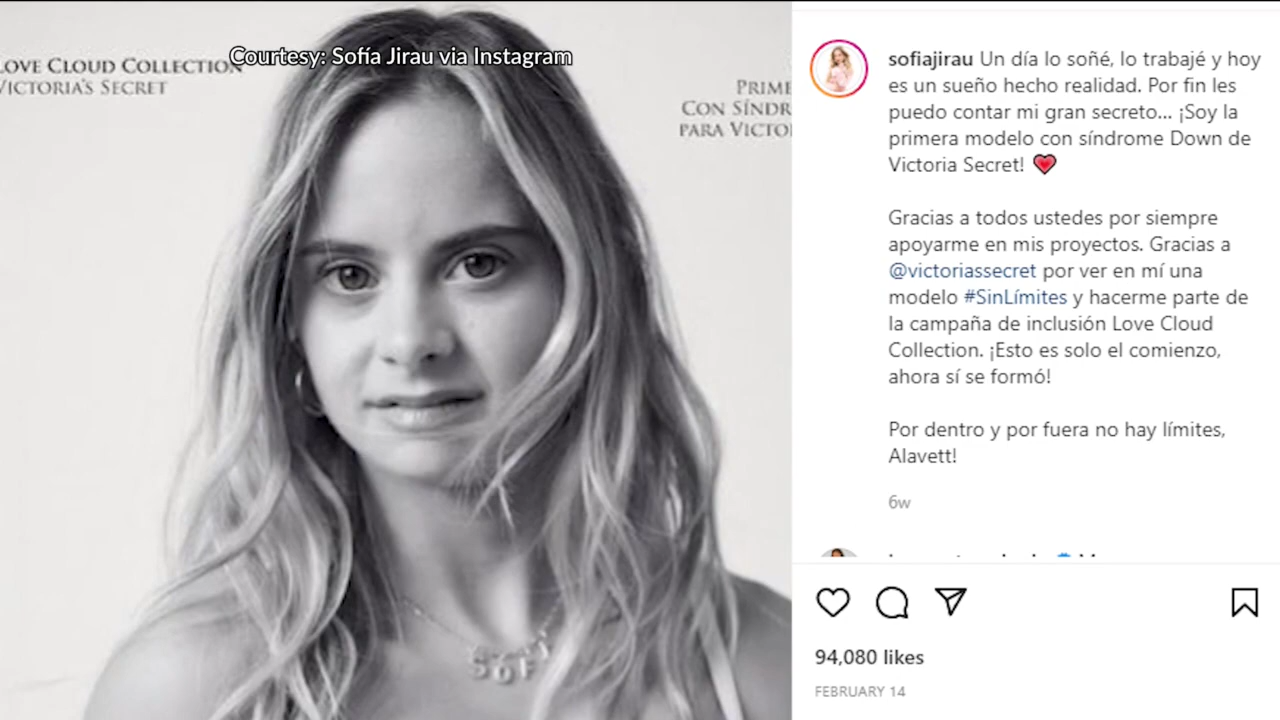 Courtesy: Sofía Jirau via Instagram
LOVE CLOUD COLLECTION
VICTORIA'S SECRET
PRIME
CON SÍNDR
PARA VICTO
SOFI
sofiajirau Un día lo soñé, lo trabajé y hoy
es un sueño hecho realidad. Por fin les
puedo contar mi gran secreto... ¡Soy la
primera modelo con síndrome Down de
Victoria Secret! ❤️
Gracias a todos ustedes por siempre
apoyarme en mis proyectos. Gracias a
@victoriassecret por ver en mí una
modelo #SinLímites y hacerme parte de
la campaña de inclusión Love Cloud
Collection. ¡Esto es solo el comienzo,
ahora sí se formó!
Por dentro y por fuera no hay límites,
Alavett!
6w
94,080 likes
FEBRUARY 14